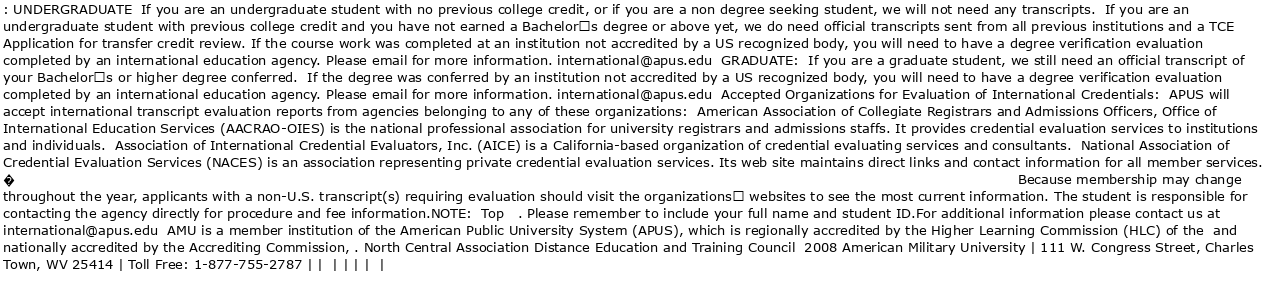 : UNDERGRADUATE  If you are an undergraduate student with no previous college credit, or if you are a non degree seeking student, we will not need any transcripts.  If you are an
undergraduate student with previous college credit and you have not earned a Bachelor□s degree or above yet, we do need official transcripts sent from all previous institutions and a TCE
Application for transfer credit review. If the course work was completed at an institution not accredited by a US recognized body, you will need to have a degree verification evaluation
completed by an international education agency. Please email for more information. international@apus.edu  GRADUATE:  If you are a graduate student, we still need an official transcript of
your Bachelor□s or higher degree conferred.  If the degree was conferred by an institution not accredited by a US recognized body, you will need to have a degree verification evaluation
completed by an international education agency. Please email for more information. international@apus.edu  Accepted Organizations for Evaluation of International Credentials:  APUS will
accept international transcript evaluation reports from agencies belonging to any of these organizations:  American Association of Collegiate Registrars and Admissions Officers, Office of
International Education Services (AACRAO-OIES) is the national professional association for university registrars and admissions staffs. It provides credential evaluation services to institutions
and individuals.  Association of International Credential Evaluators, Inc. (AICE) is a California-based organization of credential evaluating services and consultants.  National Association of
Credential Evaluation Services (NACES) is an association representing private credential evaluation services. Its web site maintains direct links and contact information for all member services.
� Because membership may change
throughout the year, applicants with a non-U.S. transcript(s) requiring evaluation should visit the organizations□ websites to see the most current information. The student is responsible for
contacting the agency directly for procedure and fee information.NOTE:  Top   . Please remember to include your full name and student ID.For additional information please contact us at
international@apus.edu  AMU is a member institution of the American Public University System (APUS), which is regionally accredited by the Higher Learning Commission (HLC) of the  and
nationally accredited by the Accrediting Commission, . North Central Association Distance Education and Training Council  2008 American Military University | 111 W. Congress Street, Charles
Town, WV 25414 | Toll Free: 1-877-755-2787 | |  | | | | |  |